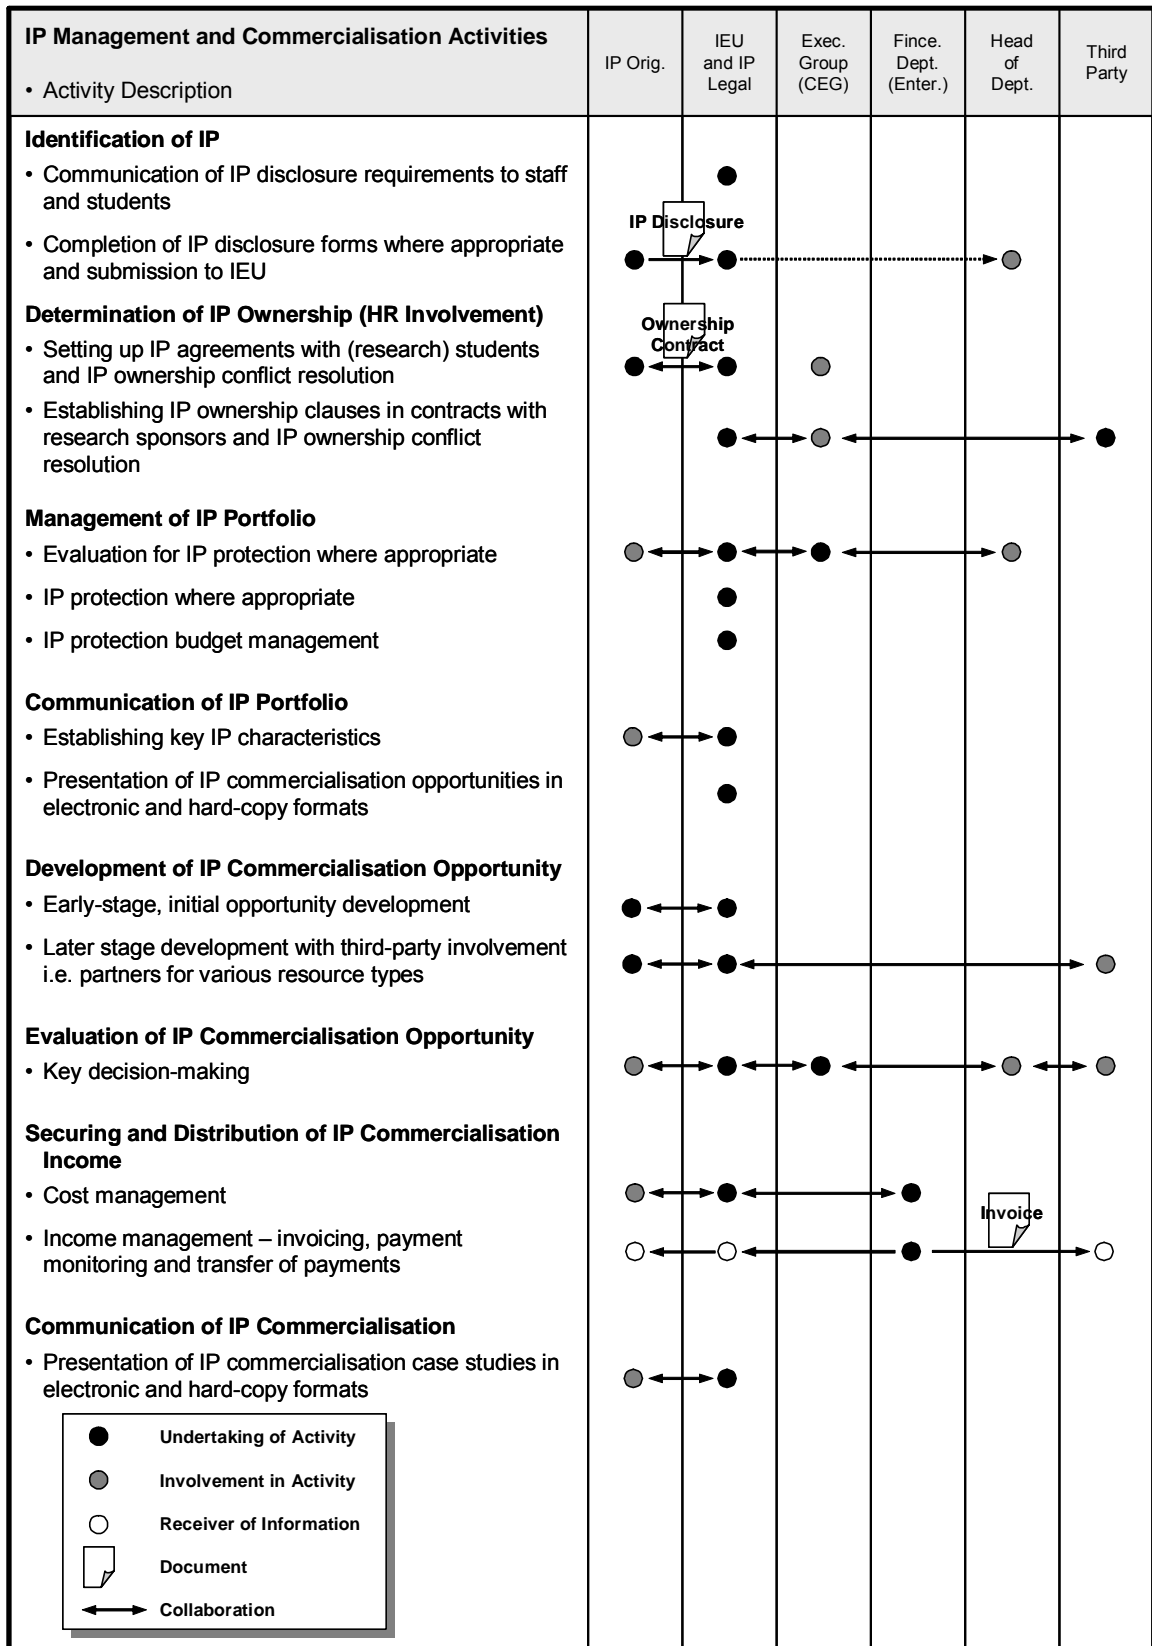 IP Management and Commercialisation Activities
• Activity Description
IP Orig.
IEU
and IP
Legal
Exec.
Group
(CEG)
Fince.
Dept.
(Enter.)
Head
of
Dept.
Third
Party
Identification of IP
• Communication of IP disclosure requirements to staff
and students
IP Disclosure
• Completion of IP disclosure forms where appropriate
and submission to IEU
Determination of IP Ownership (HR Involvement)
Ownership
Contract
• Setting up IP agreements with (research) students
and IP ownership conflict resolution
• Establishing IP ownership clauses in contracts with
research sponsors and IP ownership conflict
resolution
Management of IP Portfolio
• Evaluation for IP protection where appropriate
• IP protection where appropriate
• IP protection budget management
Communication of IP Portfolio
• Establishing key IP characteristics
• Presentation of IP commercialisation opportunities in
electronic and hard-copy formats
Development of IP Commercialisation Opportunity
• Early-stage, initial opportunity development
• Later stage development with third-party involvement
i.e. partners for various resource types
Evaluation of IP Commercialisation Opportunity
• Key decision-making
Securing and Distribution of IP Commercialisation
Income
• Cost management
Invoice
• Income management – invoicing, payment
monitoring and transfer of payments
Communication of IP Commercialisation
• Presentation of IP commercialisation case studies in
electronic and hard-copy formats
Undertaking of Activity
Involvement in Activity
Receiver of Information
Document
Collaboration